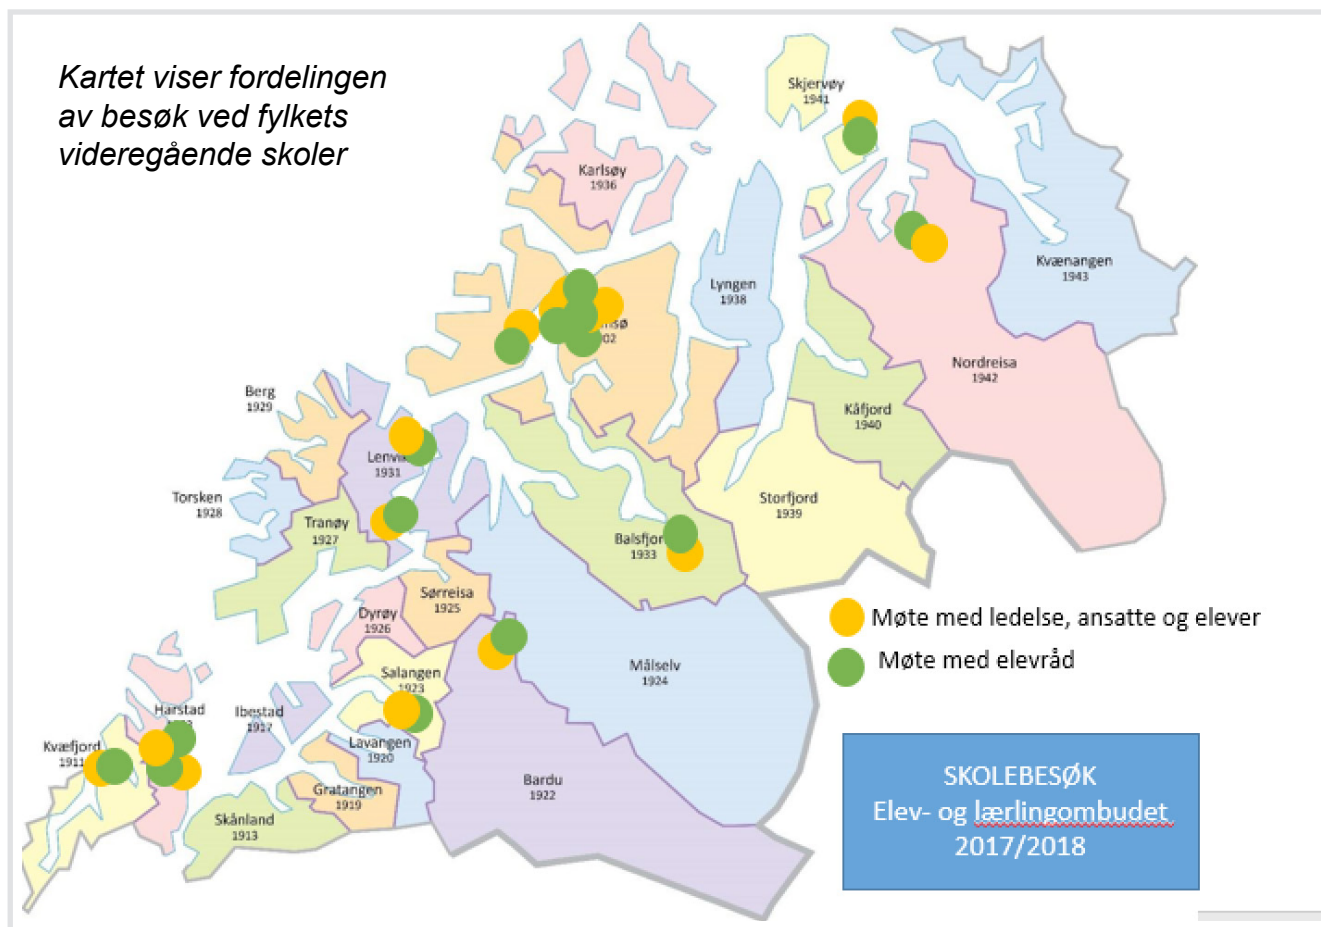 Kartet viser fordelingen
av besøk ved fylkets
videregående skoler
Skjervøy
1941
Karlsøy
1936
Kvænangen
1943
Lyngen
1938
Nordreisa
1942
Berg
1929
Kåfjord
1940
Lenvik
1931
Torsken
1928
Storfjord
1939
Tranøy
1927
Balsfjor
1933
Sørreisa
1925
Dyrøy
1926
Møte med ledelse, ansatte og elever
Møte med elevråd
Målselv
1924
Salangen
1923
Harstad
Ibestad
1917
Kvæfjord
1911
Lavangen
1920
Bardu
1922
Gratangen
1919
Skånland
1913
SKOLEBESØK
Elev- og lærlingombudet
2017/2018